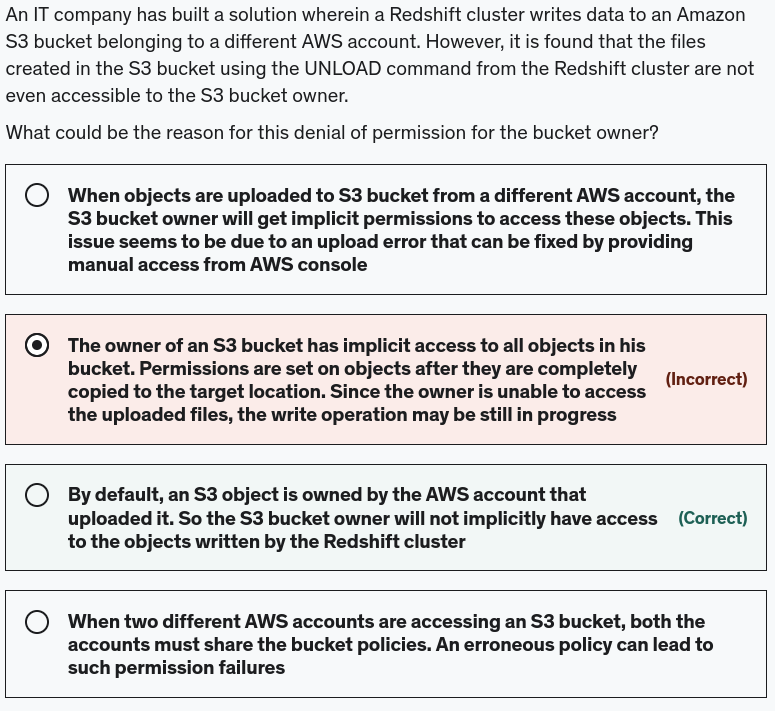 An IT company has built a solution wherein a Redshift cluster writes data to an Amazon
S3 bucket belonging to a different AWS account. However, it is found that the files
created in the S3 bucket using the UNLOAD command from the Redshift cluster are not
even accessible to the S3 bucket owner.
What could be the reason for this denial of permission for the bucket owner?
When objects are uploaded to S3 bucket from a different AWS account, the
S3 bucket owner will get implicit permissions to access these objects. This
issue seems to be due to an upload error that can be fixed by providing
manual access from AWS console
The owner of an S3 bucket has implicit access to all objects in his
bucket. Permissions are set on objects after they are completely
copied to the target location. Since the owner is unable to access
the uploaded files, the write operation may be still in progress
(Incorrect)
By default, an S3 object is owned by the AWS account that
uploaded it. So the S3 bucket owner will not implicitly have access
to the objects written by the Redshift cluster
(Correct)
When two different AWS accounts are accessing an S3 bucket, both the
accounts must share the bucket policies. An erroneous policy can lead to
such permission failures